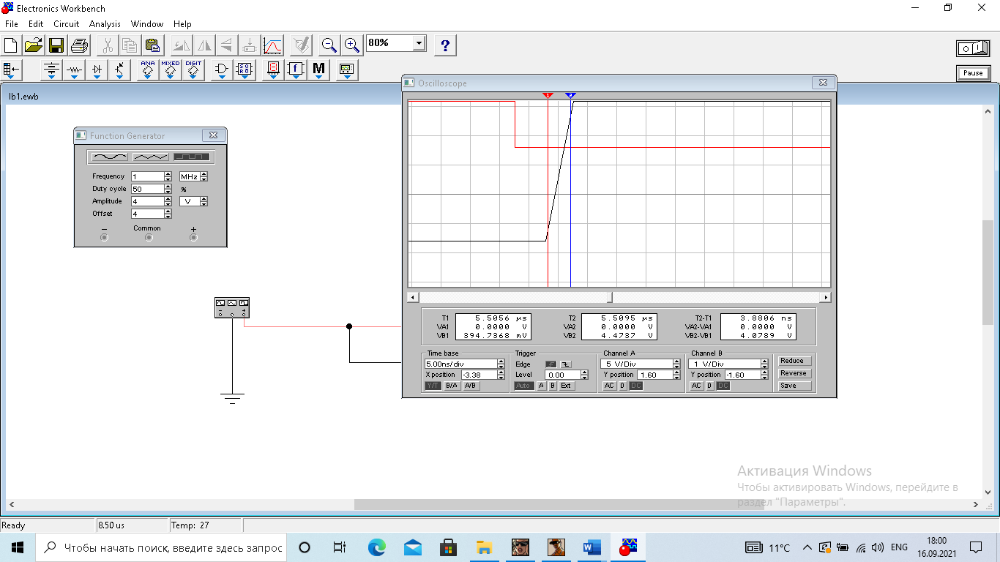 Electronics Workbench
File Edit Circuit Analysis Window Help
80%
?
O I
ANA MIXED DIGIT
f M
Pause
lb1.ewb
Oscilloscope
1 2
Function Generator
Frequency 1 MHz
Duty cycle 50 %
Amplitude 4 V
Offset 4
− Common +
− +
T1 5.5056 µs T2 5.5095 µs T2-T1 3.8806 ns
VA1 0.0000 V VA2 0.0000 V VA2-VA1 0.0000 V
VB1 394.7368 mV VB2 4.4737 V VB2-VB1 4.0789 V
Time base Trigger Channel A Channel B
5.00ns/div Edge 5 V/Div 1 V/Div Reduce
X position -3.38 Level 0.00 Y position 1.60 Y position -1.60 Reverse
Y/T B/A A/B Auto A B Ext AC 0 DC AC 0 DC Save
Активация Windows
Чтобы активировать Windows, перейдите в
раздел "Параметры".
Ready 8.50 us Temp: 27
Чтобы начать поиск, введите здесь запрос
11°C ENG 18:00
16.09.2021